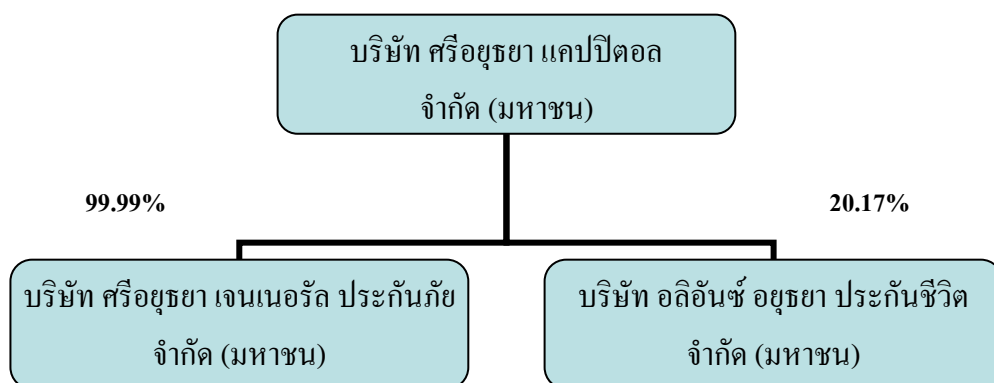 บริษัท ศรีอยุธยา แคปปิตอล
จำกัด (มหาชน)
99.99%
20.17%
บริษัท ศรีอยุธยา เจนเนอรัล ประกันภัย
จำกัด (มหาชน)
บริษัท อลิอันซ์ อยุธยา ประกันชีวิต
จำกัด (มหาชน)